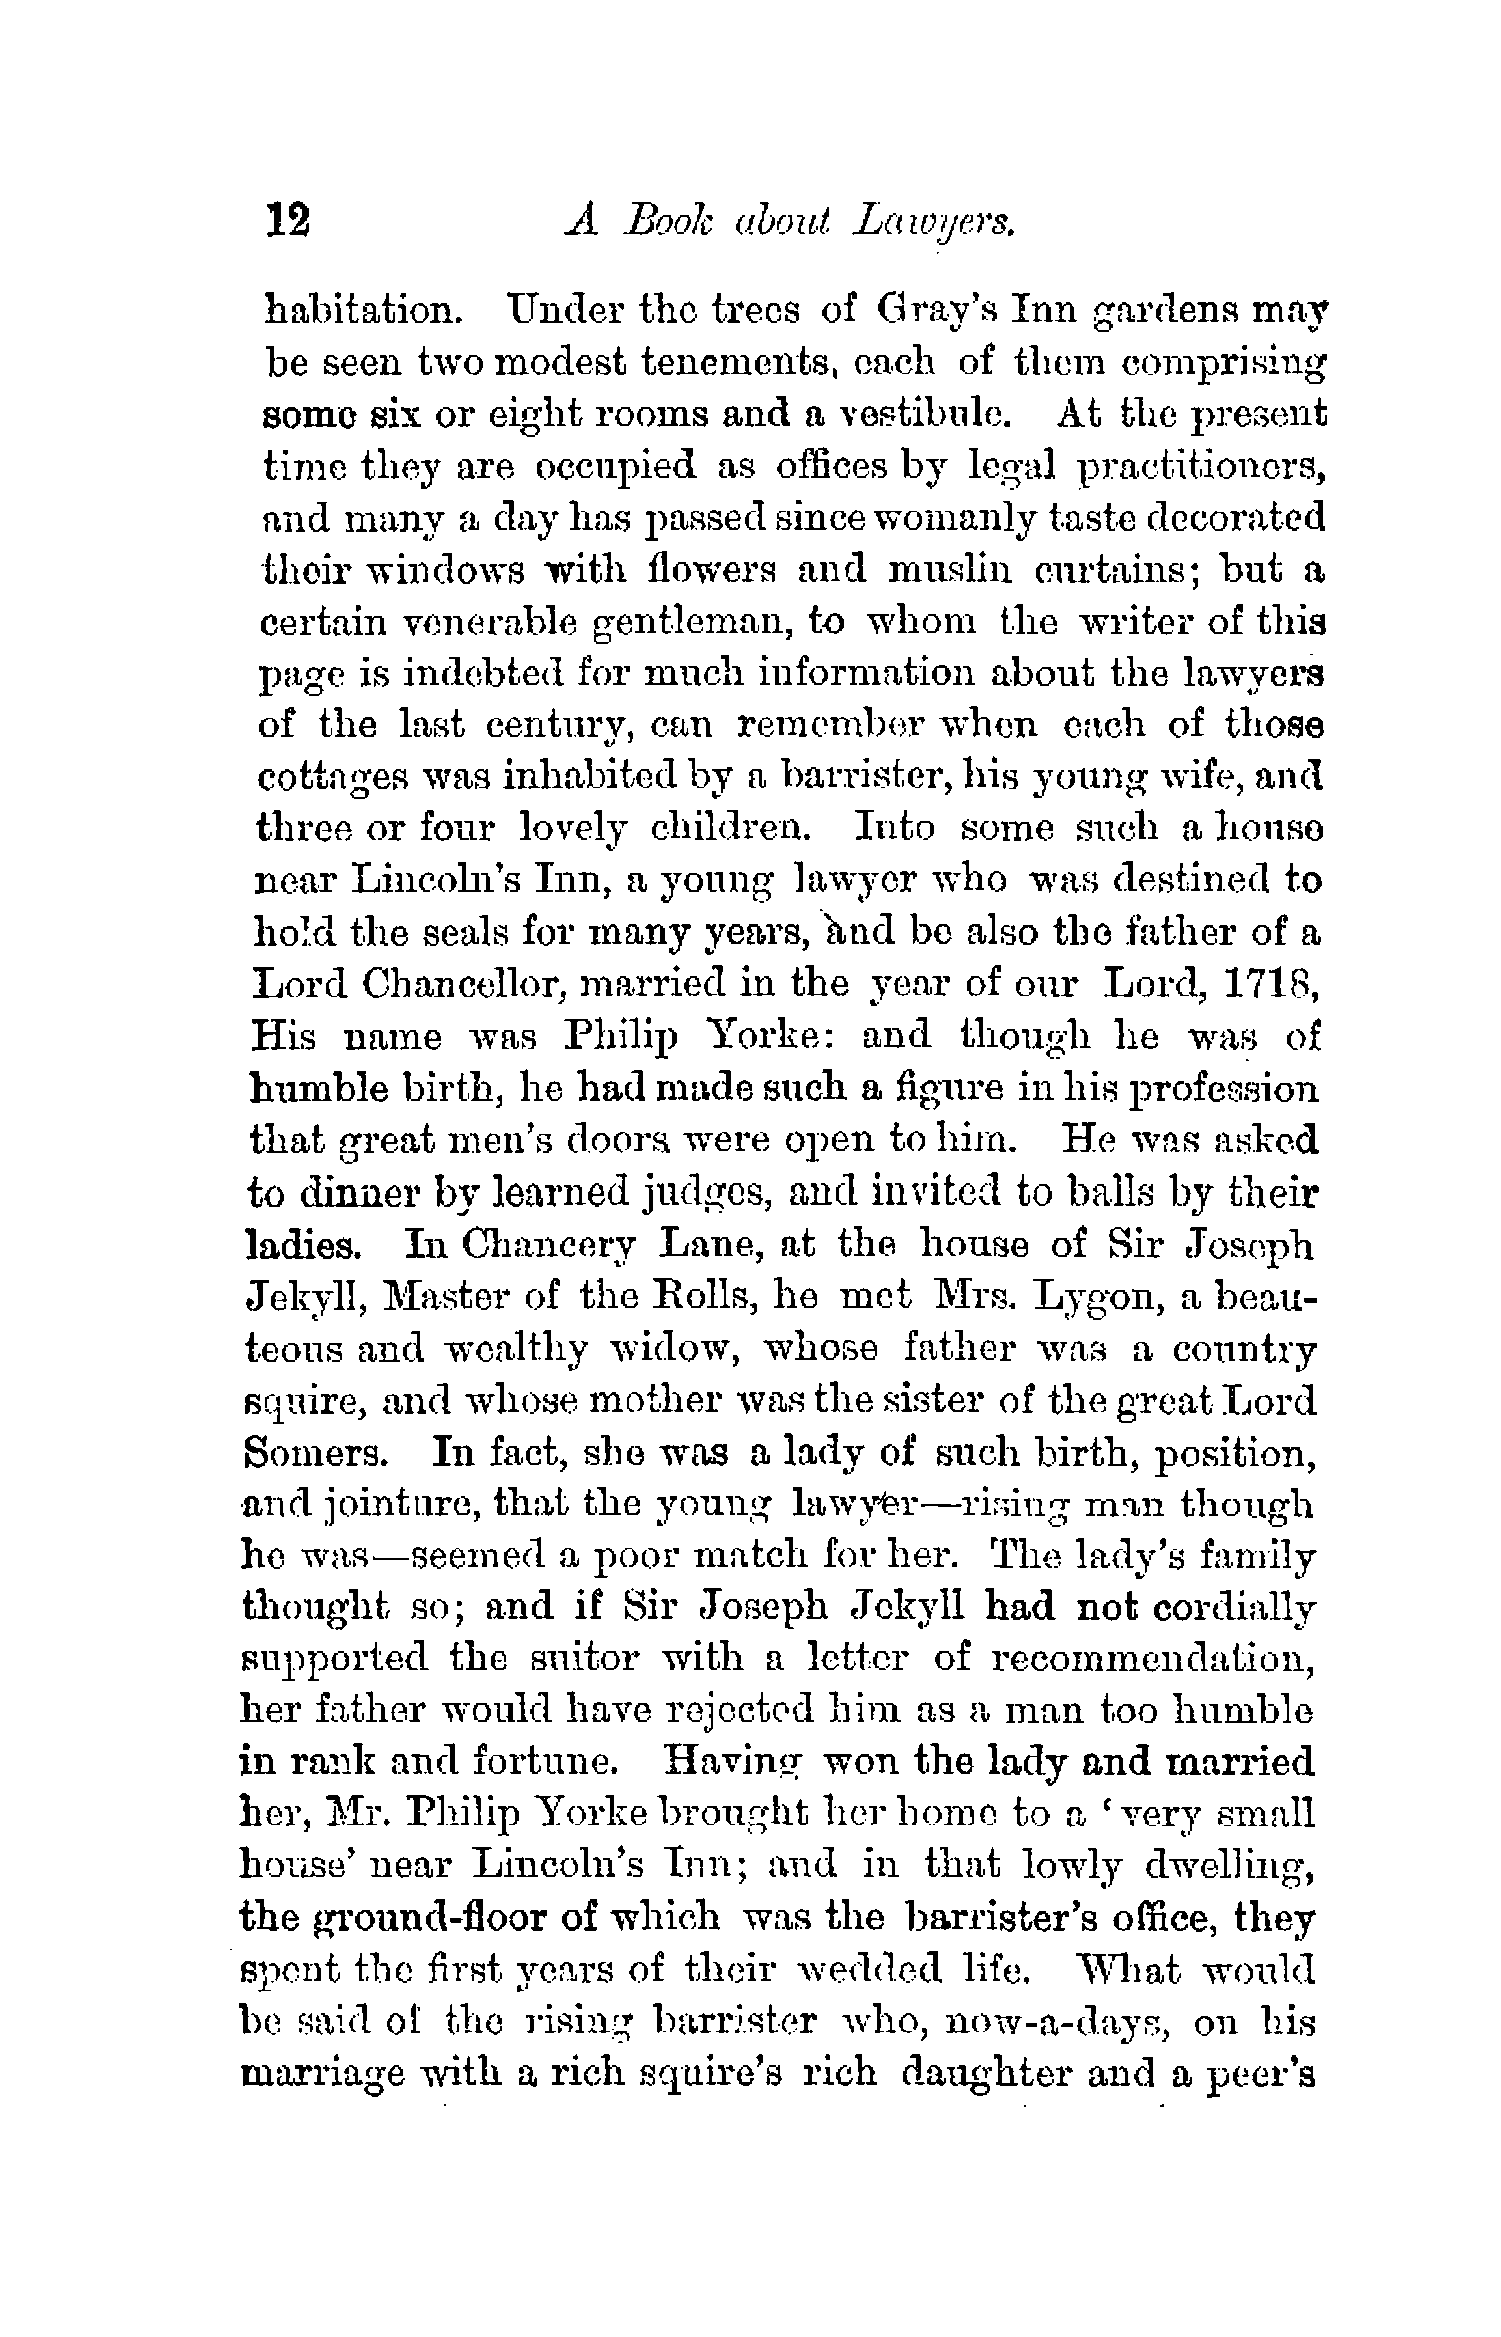 12 A Book about Lawyers.
habitation. Under the trees of Gray's Inn gardens may
be seen two modest tenements, each of them comprising
some six or eight rooms and a vestibule. At the present
time they are occupied as offices by legal practitioners,
and many a day has passed since womanly taste decorated
their windows with flowers and muslin curtains; but a
certain venerable gentleman, to whom the writer of this
page is indebted for much information about the lawyers
of the last century, can remember when each of those
cottages was inhabited by a barrister, his young wife, and
three or four lovely children. Into some such a house
near Lincoln's Inn, a young lawyer who was destined to
hold the seals for many years, and be also the father of a
Lord Chancellor, married in the year of our Lord, 1718,
His name was Philip Yorke: and though he was of
humble birth, he had made such a figure in his profession
that great men's doors were open to him. He was asked
to dinner by learned judges, and invited to balls by their
ladies. In Chancery Lane, at the house of Sir Joseph
Jekyll, Master of the Rolls, he met Mrs. Lygon, a beau-
teous and wealthy widow, whose father was a country
squire, and whose mother was the sister of the great Lord
Somers. In fact, she was a lady of such birth, position,
and jointure, that the young lawyer—rising man though
he was—seemed a poor match for her. The lady's family
thought so; and if Sir Joseph Jekyll had not cordially
supported the suitor with a letter of recommendation,
her father would have rejected him as a man too humble
in rank and fortune. Having won the lady and married
her, Mr. Philip Yorke brought her home to a ‘very small
house’ near Lincoln's Inn; and in that lowly dwelling,
the ground-floor of which was the barrister's office, they
spent the first years of their wedded life. What would
be said of the rising barrister who, now-a-days, on his
marriage with a rich squire's rich daughter and a peer's